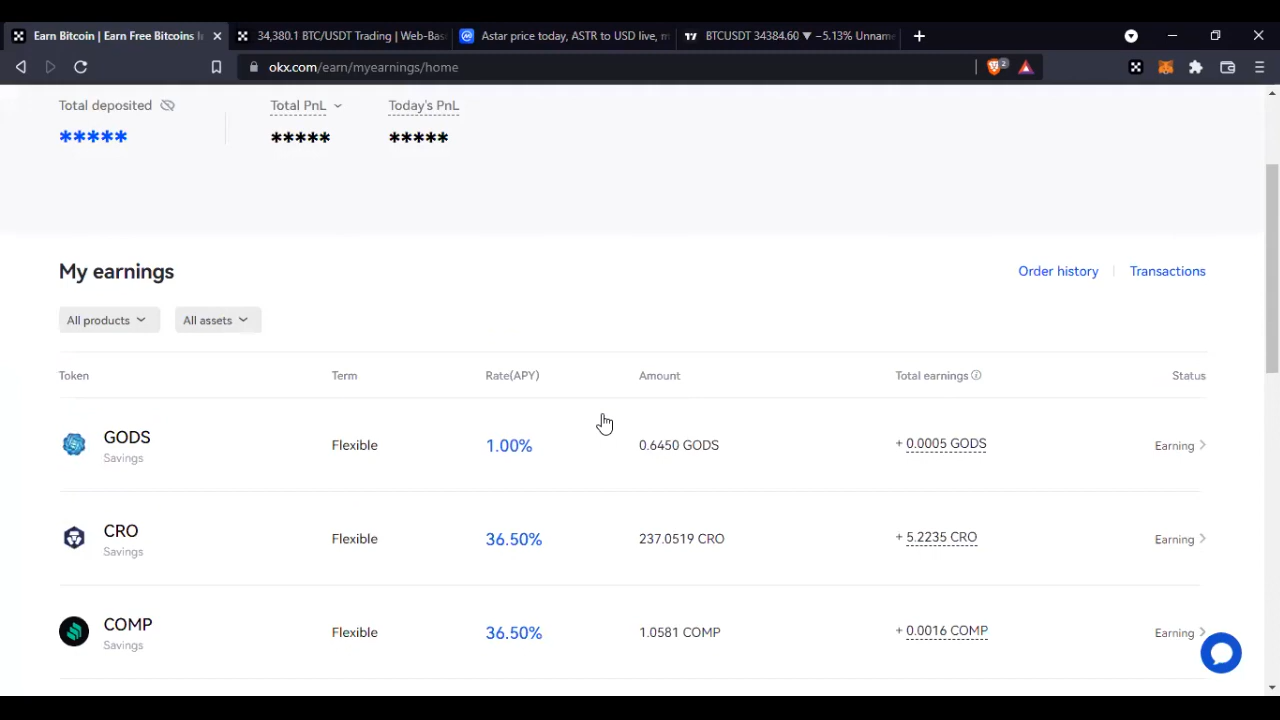 Earn Bitcoin | Earn Free Bitcoins
34,380.1 BTC/USDT Trading | Web-Bas
Astar price today, ASTR to USD live, m
BTCUSDT 34384.60 ▼ −5.13% Unnam
okx.com/earn/myearnings/home
2
Total deposited
*****
Total PnL
*****
Today's PnL
*****
My earnings
Order history
Transactions
All products
All assets
Token Term Rate(APY) Amount Total earnings Status
GODS
Savings
Flexible 1.00% 0.6450 GODS + 0.0005 GODS Earning
CRO
Savings
Flexible 36.50% 237.0519 CRO + 5.2235 CRO Earning
COMP
Savings
Flexible 36.50% 1.0581 COMP + 0.0016 COMP Earning